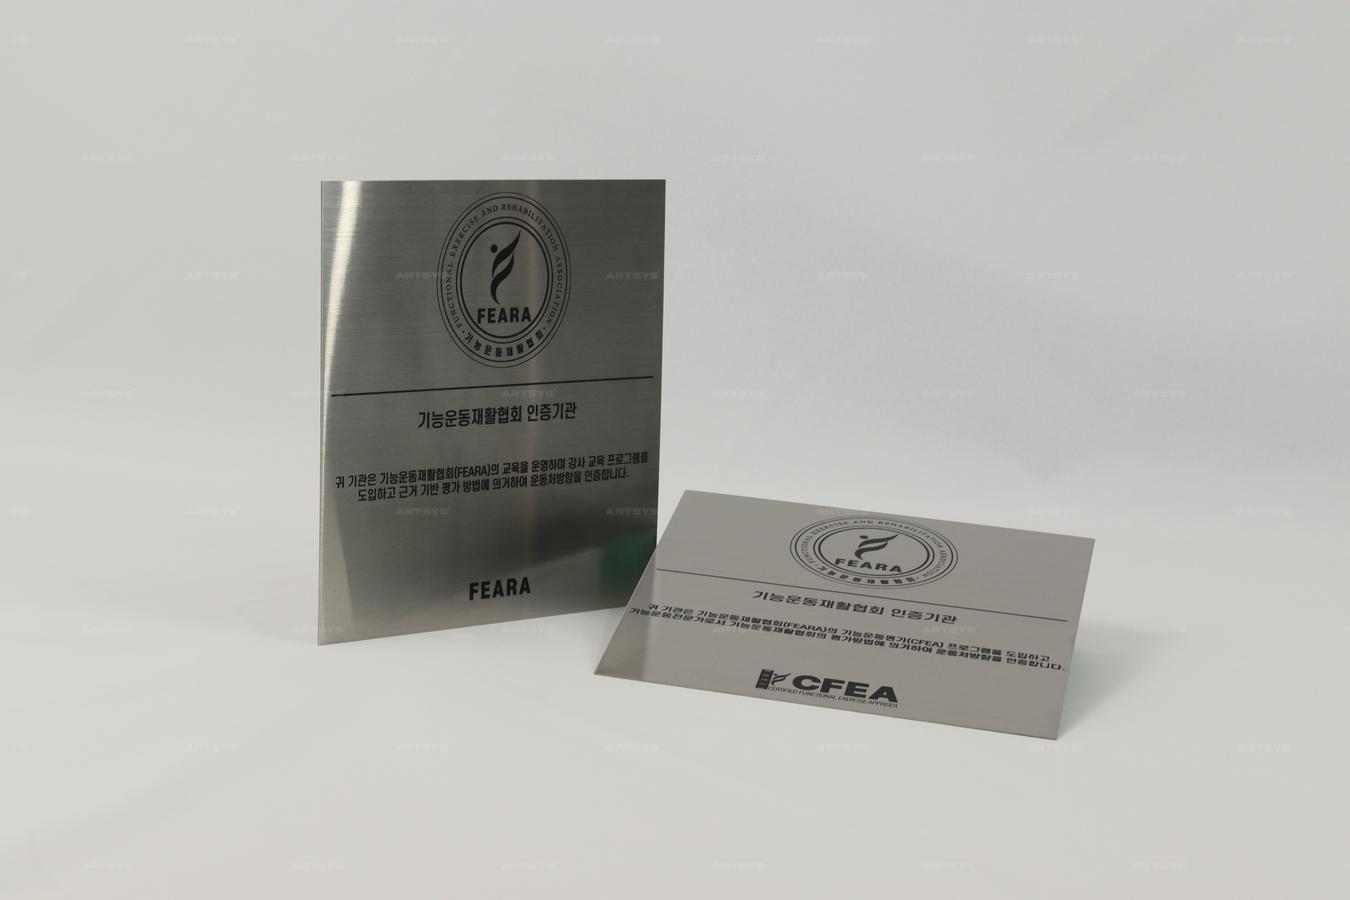 FUNCTIONAL EXERCISE AND REHABILITATION ASSOCIATION
FEARA
기능운동재활협회
기능운동재활협회 인증기관
귀 기관은 기능운동재활협회(FEARA)의 교육을 운영하며 강사 교육 프로그램을
도입하고 근거 기반 평가 방법에 의거하여 운동처방함을 인증합니다.
FEARA
FUNCTIONAL EXERCISE AND REHABILITATION ASSOCIATION
FEARA
기능운동재활협회
기능운동재활협회 인증기관
귀 기관은 기능운동재활협회(FEARA)의 기능운동평가(CFEA) 프로그램을 도입하고
기능운동전문가로서 기능운동재활협회의 평가방법에 의거하여 운동처방함을 인증합니다.
CFEA
CERTIFIED FUNCTIONAL EXERCISE APPRISER
ARTSYS